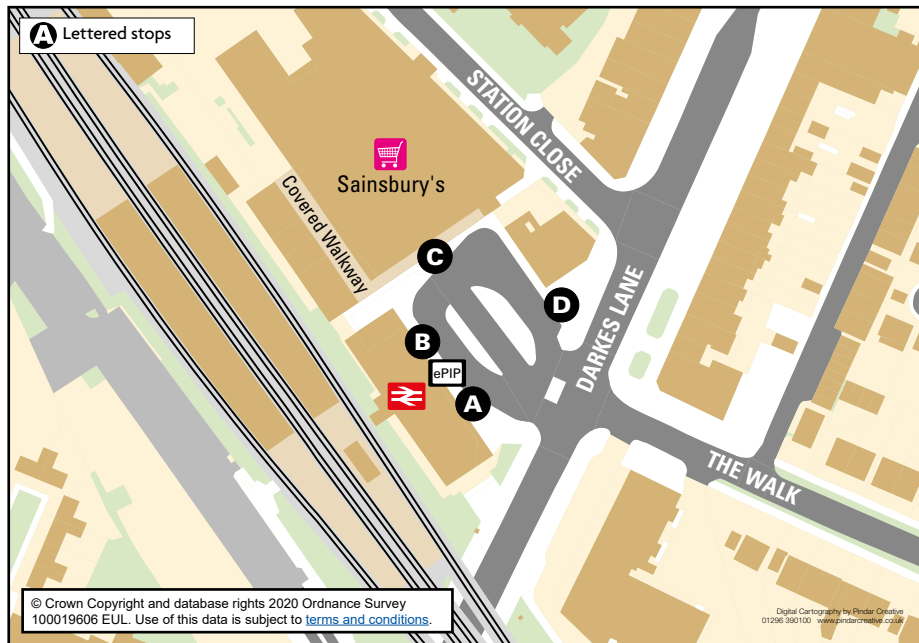 A Lettered stops
STATION CLOSE
Sainsbury's
Covered Walkway
C
D
B
ePIP
A
DARKES LANE
THE WALK
© Crown Copyright and database rights 2020 Ordnance Survey
100019606 EUL. Use of this data is subject to terms and conditions.
Digital Cartography by Pindar Creative
01296 390100 www.pindarcreative.co.uk